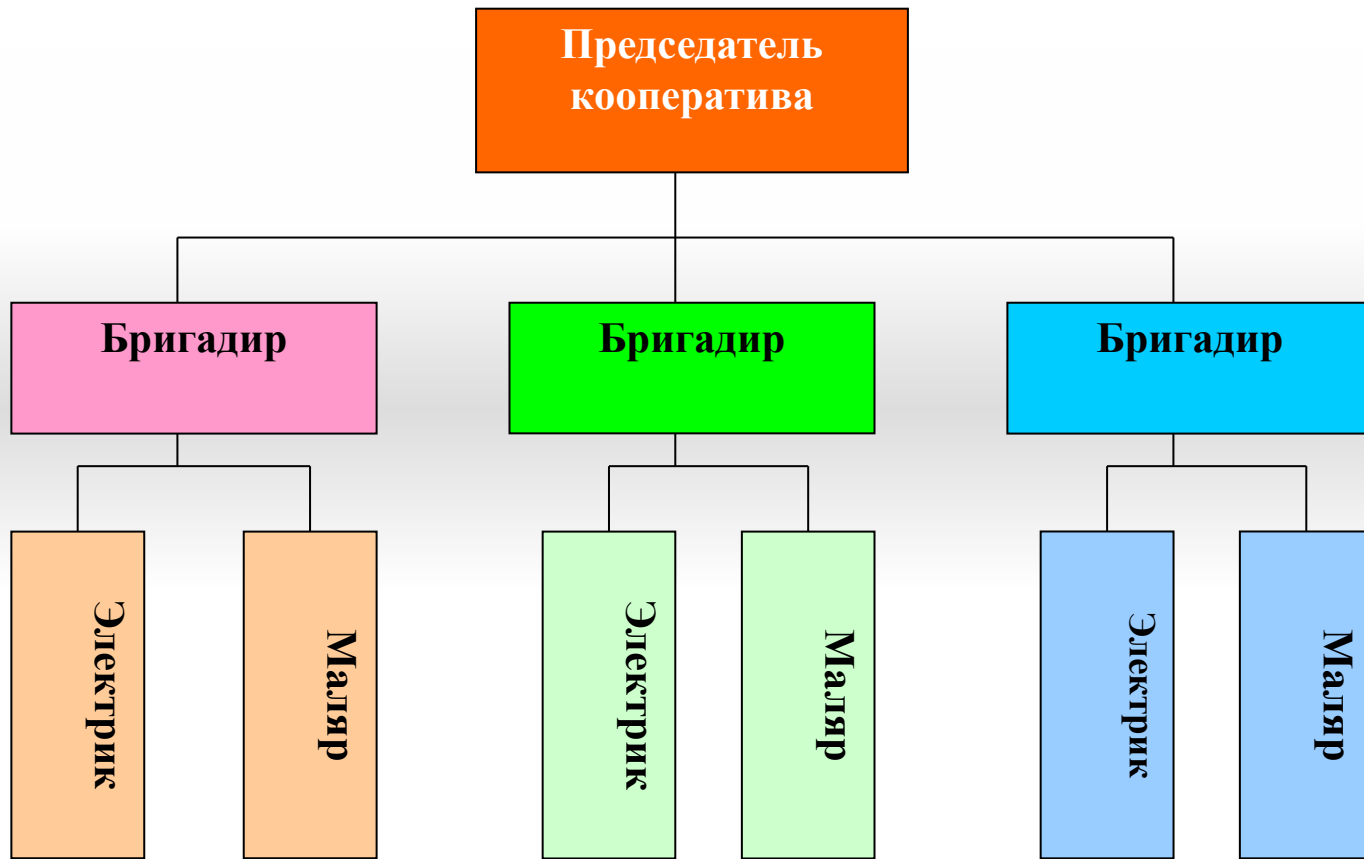 Председатель
кооператива
Бригадир
Бригадир
Бригадир
Электрик
Маляр
Электрик
Маляр
Электрик
Маляр